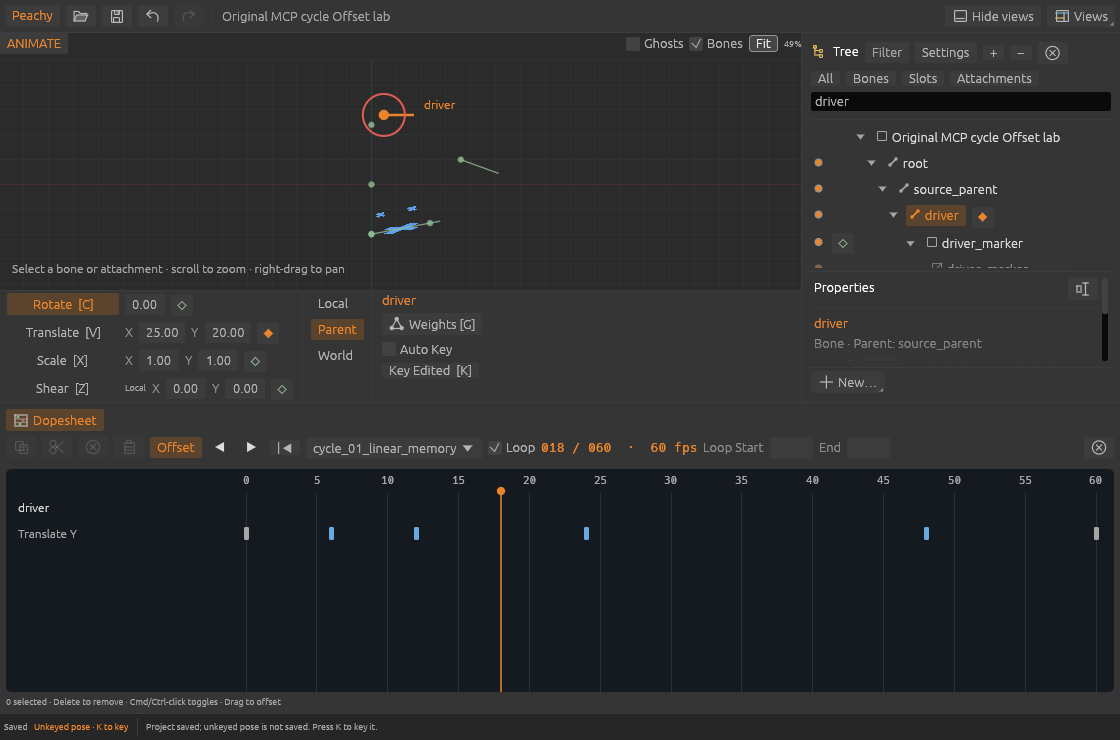 Peachy Original MCP cycle Offset lab Hide views Views
ANIMATE Ghosts Bones Fit 49%
driver
Select a bone or attachment · scroll to zoom · right-drag to pan
Tree Filter Settings + −
All Bones Slots Attachments
driver
Original MCP cycle Offset lab
root
source_parent
driver
driver_marker
driver_marker
Properties
driver
Bone · Parent: source_parent
New...
Rotate [C] 0.00
Translate [V] X 25.00 Y 20.00
Scale [X] X 1.00 Y 1.00
Shear [Z] Local X 0.00 Y 0.00
Local
Parent
World
driver
Weights [G]
Auto Key
Key Edited [K]
Dopesheet
Offset cycle_01_linear_memory Loop 018 / 060 · 60 fps Loop Start End
0 5 10 15 20 25 30 35 40 45 50 55 60
driver
Translate Y
0 selected · Delete to remove · Cmd/Ctrl-click toggles · Drag to offset
Saved Unkeyed pose · K to key Project saved; unkeyed pose is not saved. Press K to key it.